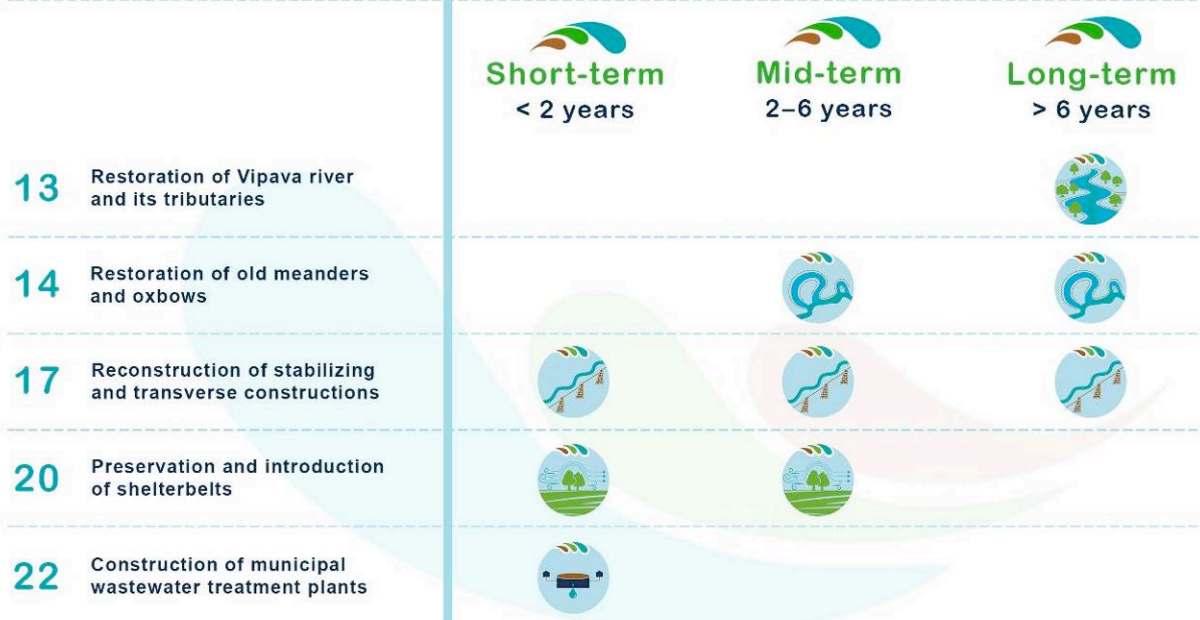 Short-term
Mid-term
Long-term
< 2 years
2–6 years
> 6 years
13
Restoration of Vipava river
and its tributaries
14
Restoration of old meanders
and oxbows
17
Reconstruction of stabilizing
and transverse constructions
20
Preservation and introduction
of shelterbelts
22
Construction of municipal
wastewater treatment plants